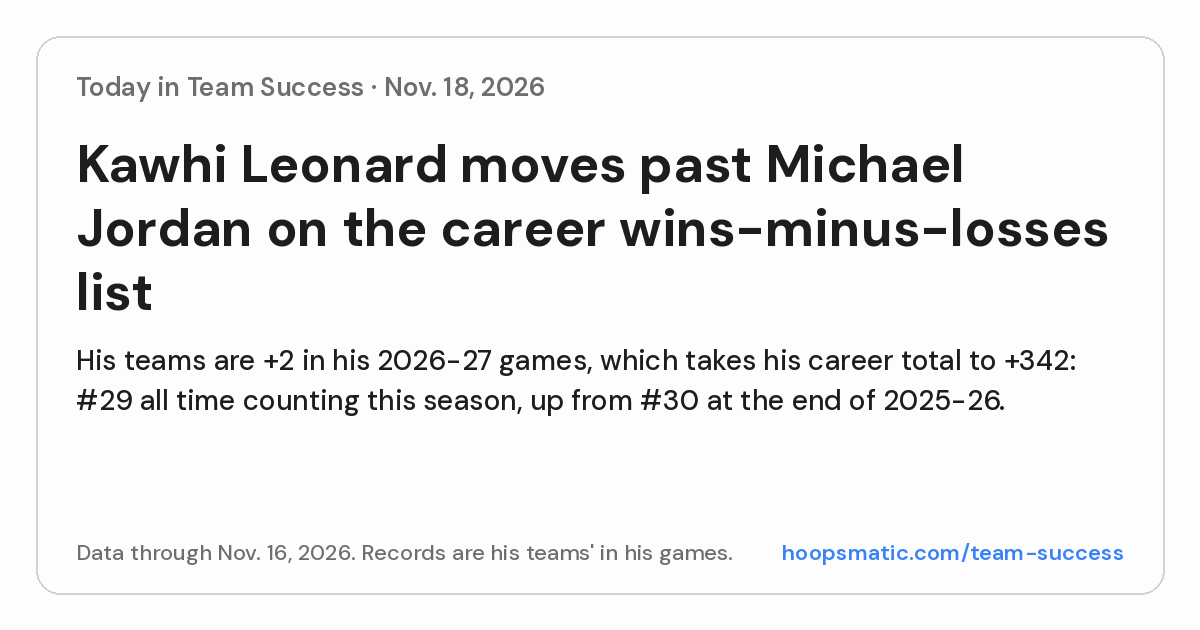 Today in Team Success · Nov. 18, 2026
Kawhi Leonard moves past Michael
Jordan on the career wins-minus-losses
list
His teams are +2 in his 2026-27 games, which takes his career total to +342:
#29 all time counting this season, up from #30 at the end of 2025-26.
Data through Nov. 16, 2026. Records are his teams' in his games.
hoopsmatic.com/team-success